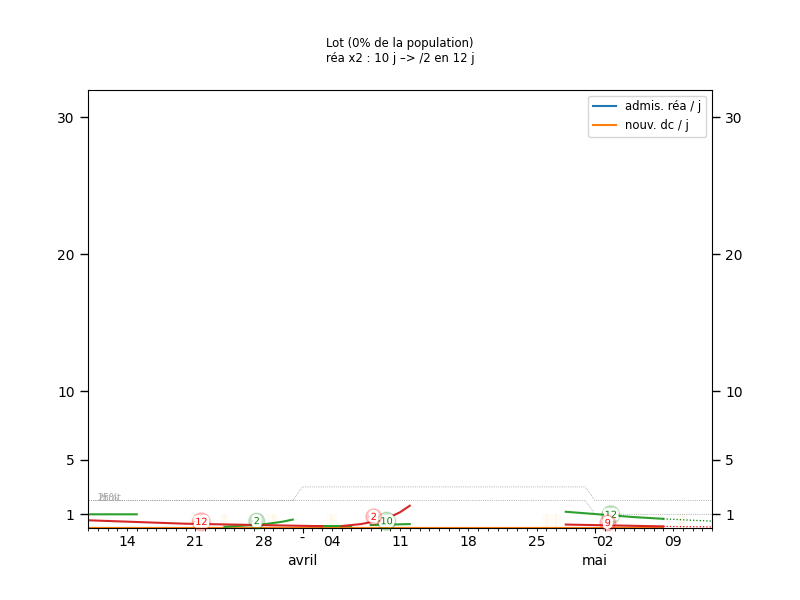 Lot (0% de la population)
réa x2 : 10 j –> /2 en 12 j
admis. réa / j
nouv. dc / j
30 30
20 20
10 10
5 5
1 1
12 2 2 10 12 9
14 21 28 04 11 18 25 02 09
avril mai